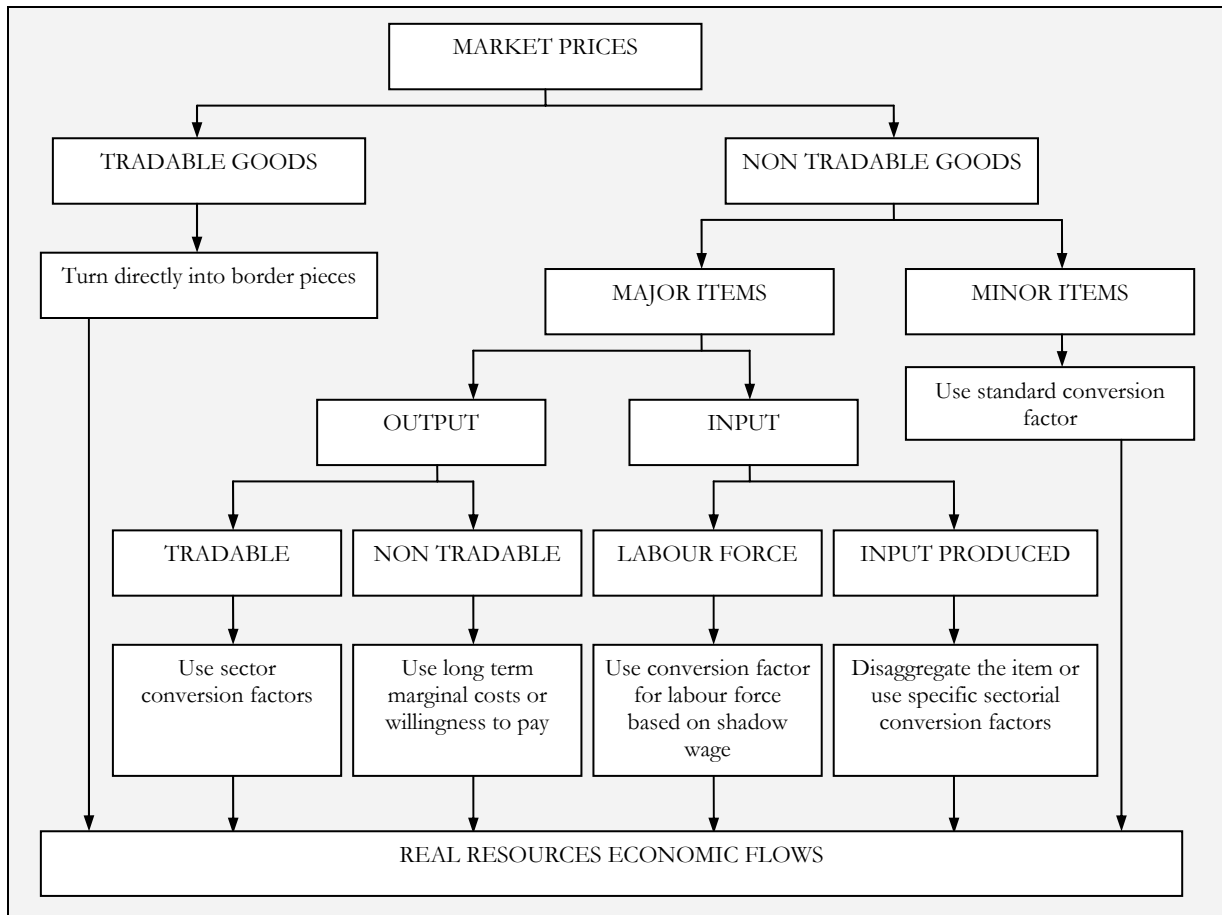 MARKET PRICES
TRADABLE GOODS
NON TRADABLE GOODS
Turn directly into border pieces
MAJOR ITEMS
MINOR ITEMS
Use standard conversion
factor
OUTPUT
INPUT
TRADABLE
NON TRADABLE
LABOUR FORCE
INPUT PRODUCED
Use sector
conversion factors
Use long term
marginal costs or
willingness to pay
Use conversion factor
for labour force
based on shadow
wage
Disaggregate the item or
use specific sectorial
conversion factors
REAL RESOURCES ECONOMIC FLOWS